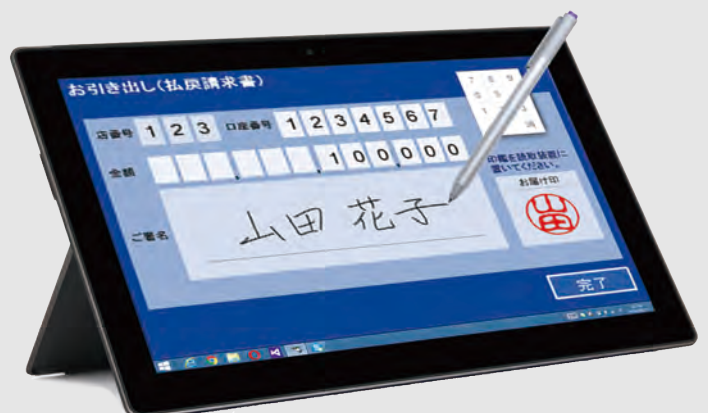 お引き出し(払戻請求書)
店番号 1 2 3 口座番号 1 2 3 4 5 6 7
金額 1 0 0,0 0 0
印鑑を読取装置に
置いてください。
お届け印
山田
ご署名 山田 花子
完了